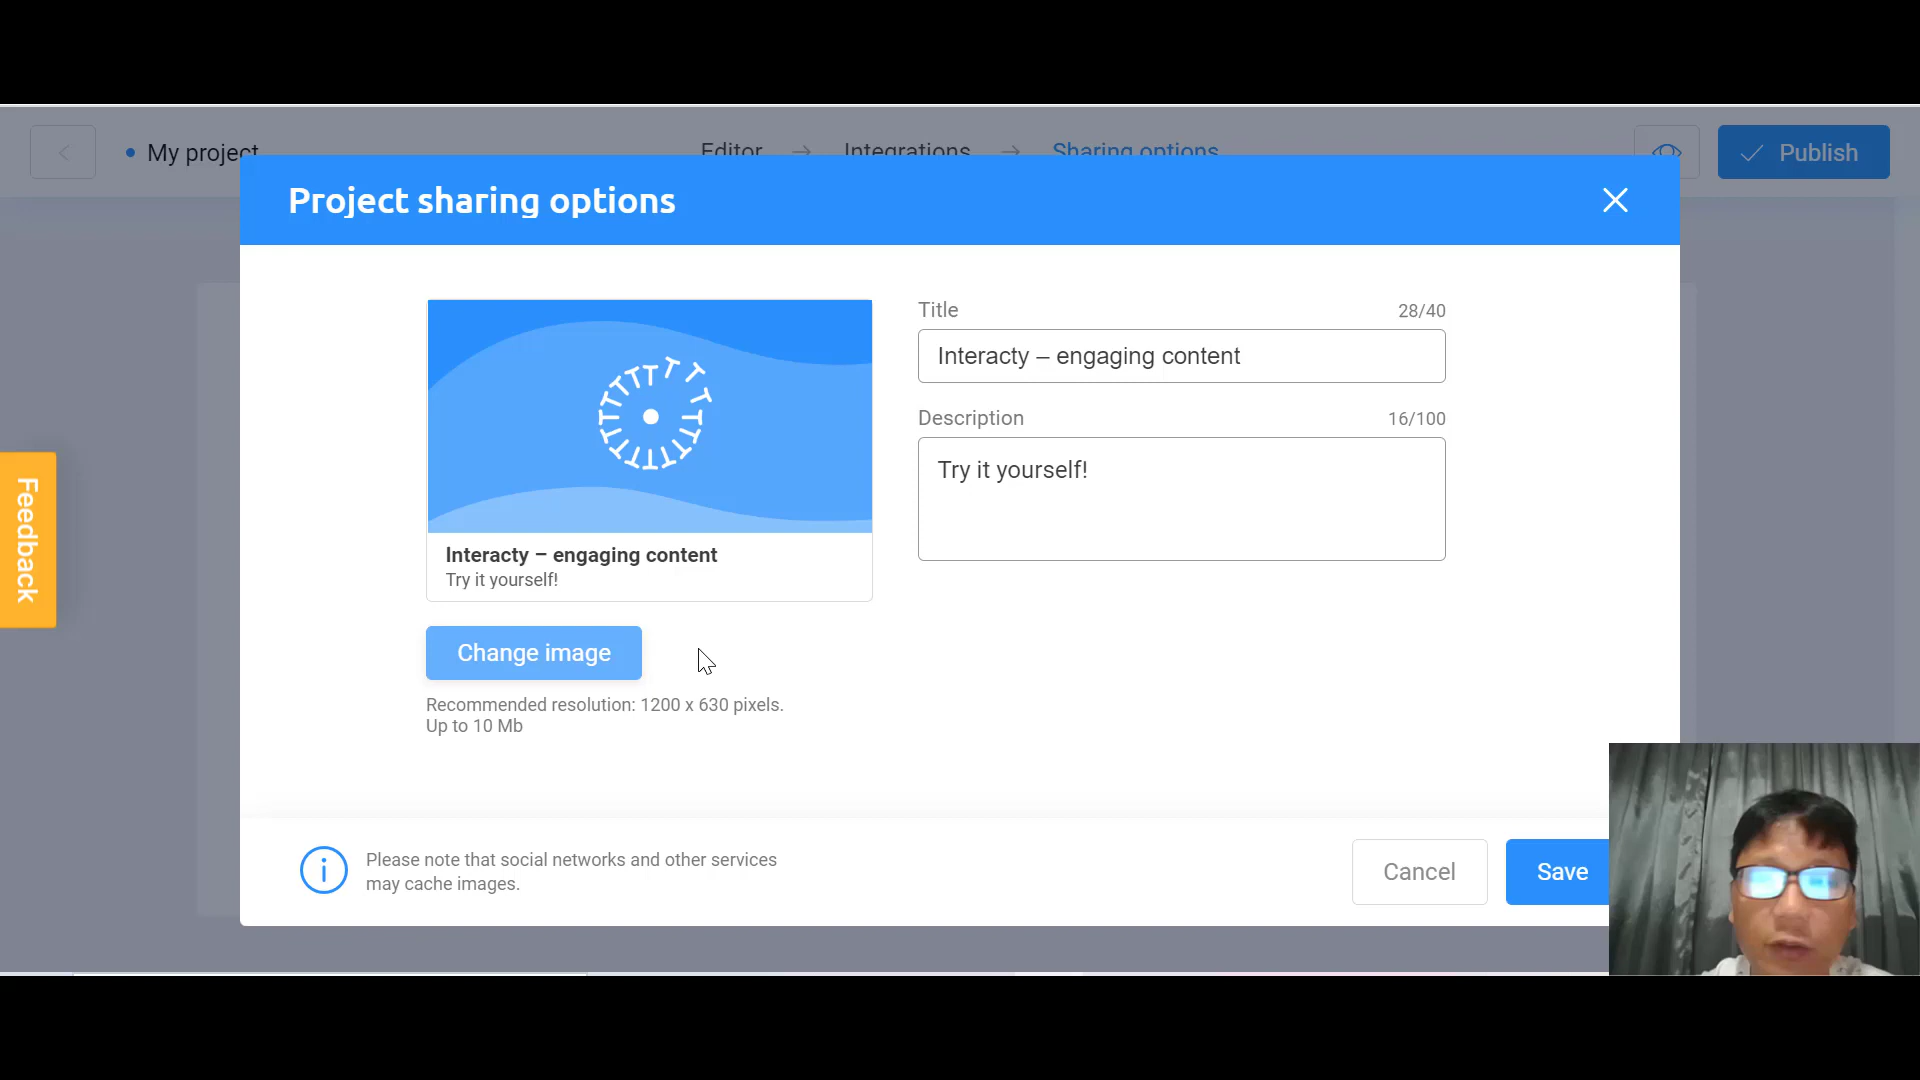 My project
Editor
Integrations
Sharing options
Publish
Project sharing options
Interacty – engaging content
Try it yourself!
Change image
Recommended resolution: 1200 x 630 pixels.
Up to 10 Mb
Title
28/40
Interacty – engaging content
Description
16/100
Try it yourself!
Feedback
Please note that social networks and other services
may cache images.
Cancel
Save